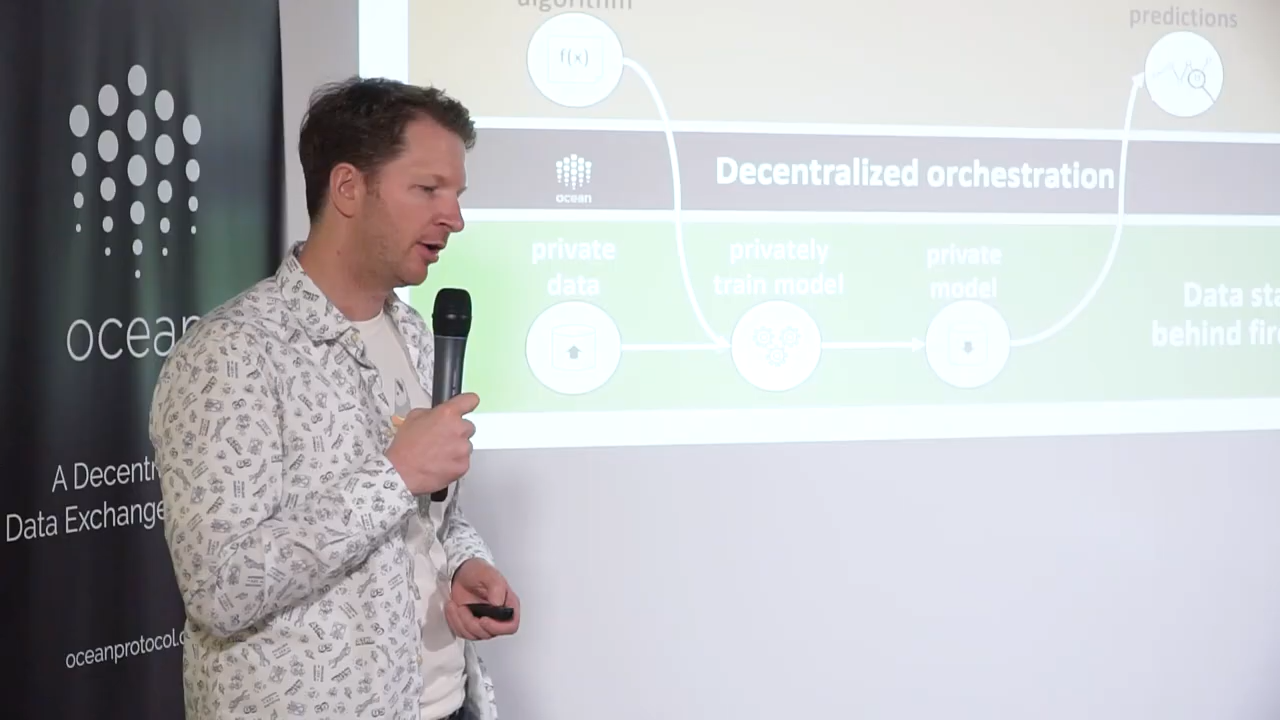 ocean
A Decentr
Data Exchange
oceanprotocol.c
algorithm
f(x)
predictions
ocean
Decentralized orchestration
private
data
privately
train model
private
model
Data sta
behind fire